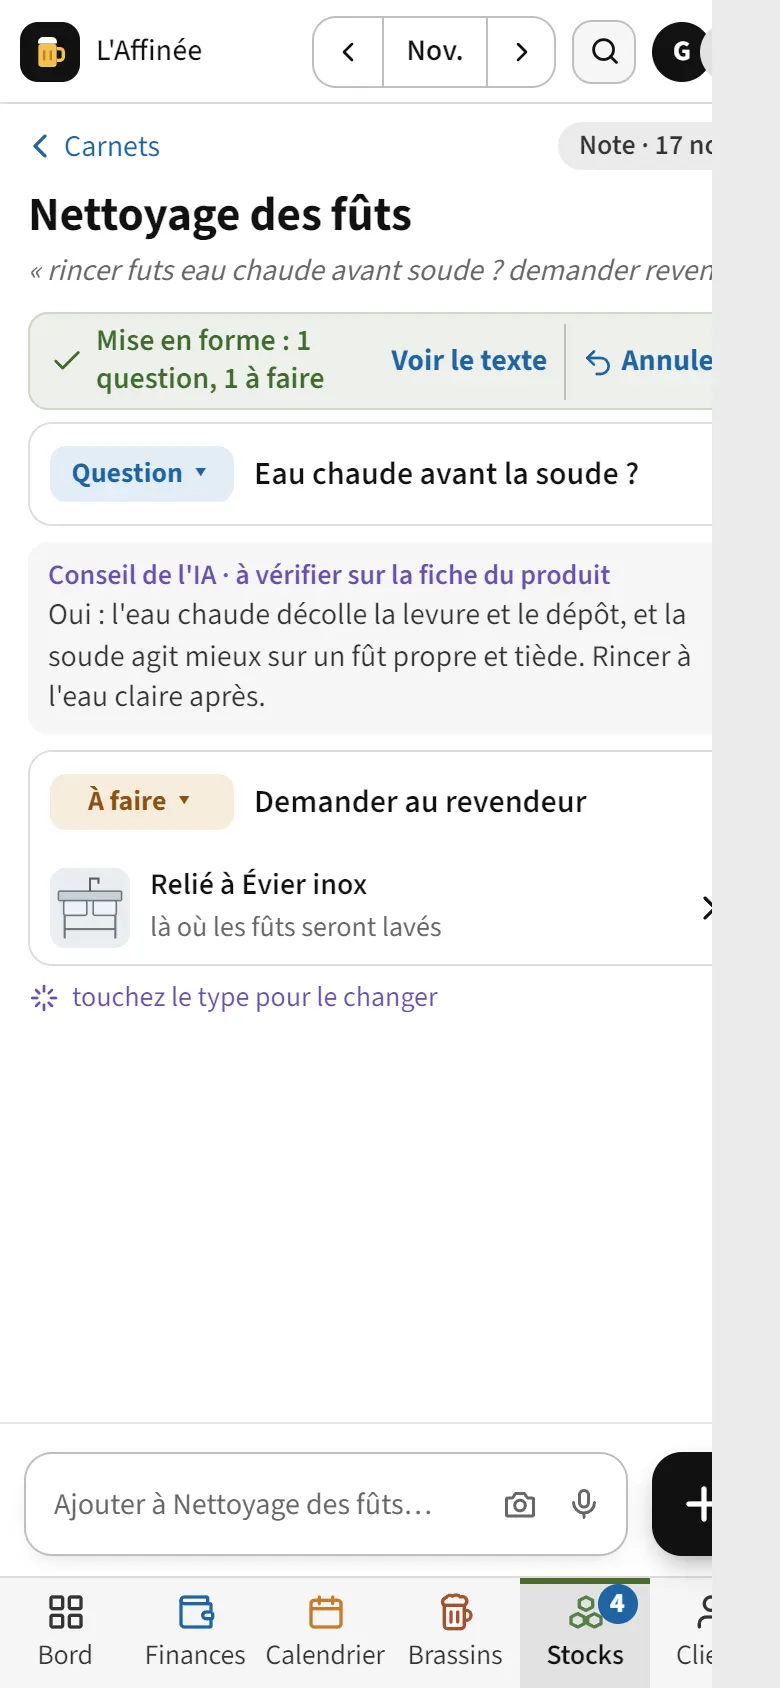 L'Affinée
Nov.
G
Carnets
Note · 17
Nettoyage des fûts
« rincer futs eau chaude avant soude ? demander
Mise en forme : 1
question, 1 à faire
Voir le texte
Question
Eau chaude avant la soude ?
Conseil de l'IA · à vérifier sur la fiche du produit
Oui : l'eau chaude décolle la levure et le dépôt, et la
soude agit mieux sur un fût propre et tiède. Rincer à
l'eau claire après.
À faire
Demander au revendeur
Relié à Évier inox
là où les fûts seront lavés
touchez le type pour le changer
Ajouter à Nettoyage des fûts…
4
Bord
Finances
Calendrier
Brassins
Stocks